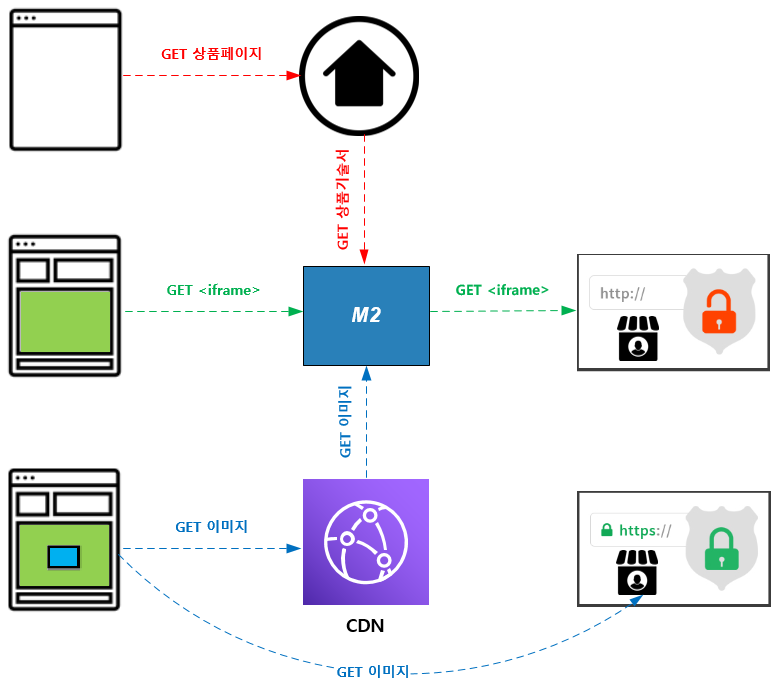 GET 상품페이지
GET 상품기술서
GET <iframe>
M2
GET <iframe>
http://
GET 이미지
GET 이미지
https://
CDN
GET 이미지